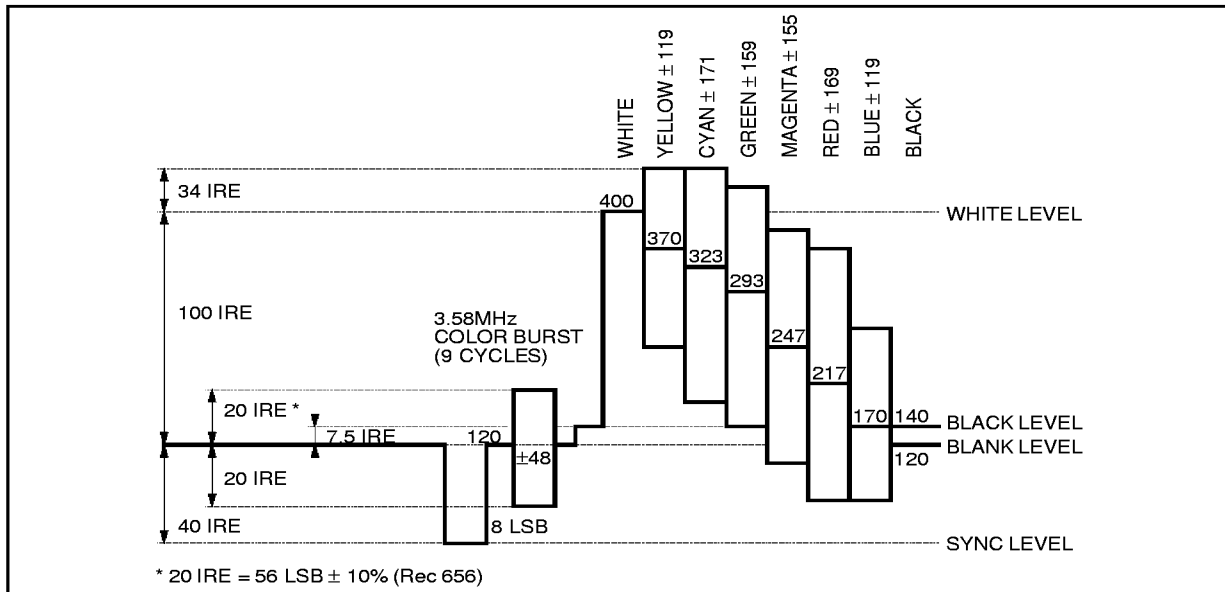 WHITE
YELLOW ± 119
CYAN ± 171
GREEN ± 159
MAGENTA ± 155
RED ± 169
BLUE ± 119
BLACK
34 IRE
400
WHITE LEVEL
370
323
293
100 IRE
3.58MHz
COLOR BURST
(9 CYCLES)
247
217
20 IRE *
170
140
BLACK LEVEL
7.5 IRE
120
BLANK LEVEL
±48
120
20 IRE
40 IRE
8 LSB
SYNC LEVEL
* 20 IRE = 56 LSB ± 10% (Rec 656)